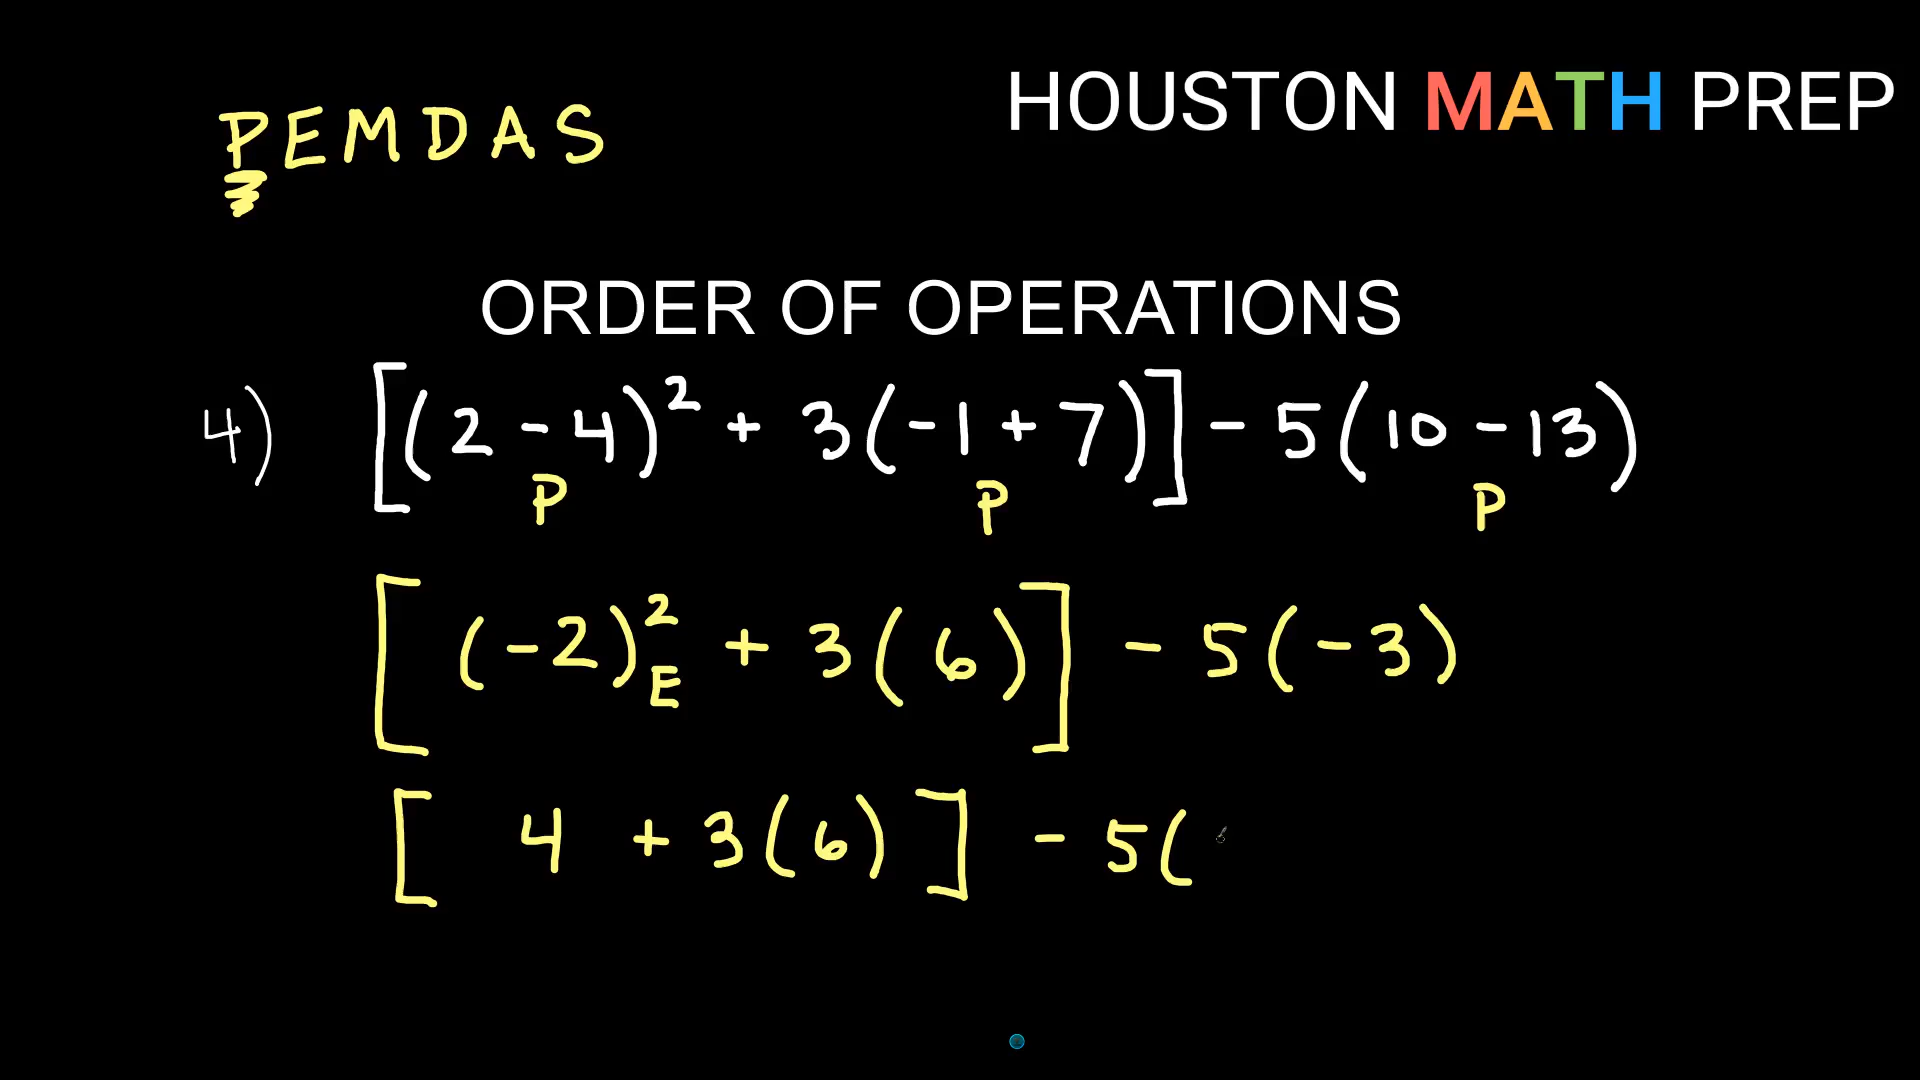 HOUSTON MATH PREP
PEMDAS
ORDER OF OPERATIONS
4) [(2 - 4)² + 3(-1 + 7)] - 5(10 - 13)
P P P
[(-2)² + 3(6)] - 5(-3)
E
[4 + 3(6)] - 5(